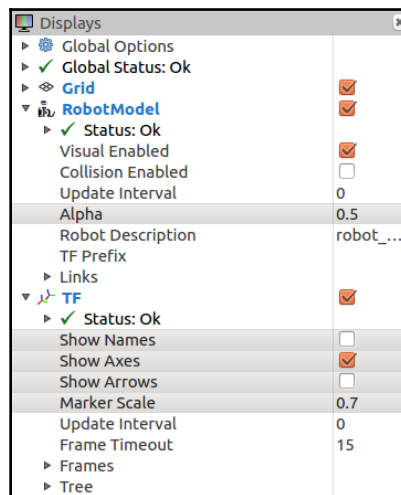 Displays
Global Options
Global Status: Ok
Grid
RobotModel
Status: Ok
Visual Enabled
Collision Enabled
Update Interval 0
Alpha 0.5
Robot Description robot_...
TF Prefix
Links
TF
Status: Ok
Show Names
Show Axes
Show Arrows
Marker Scale 0.7
Update Interval 0
Frame Timeout 15
Frames
Tree